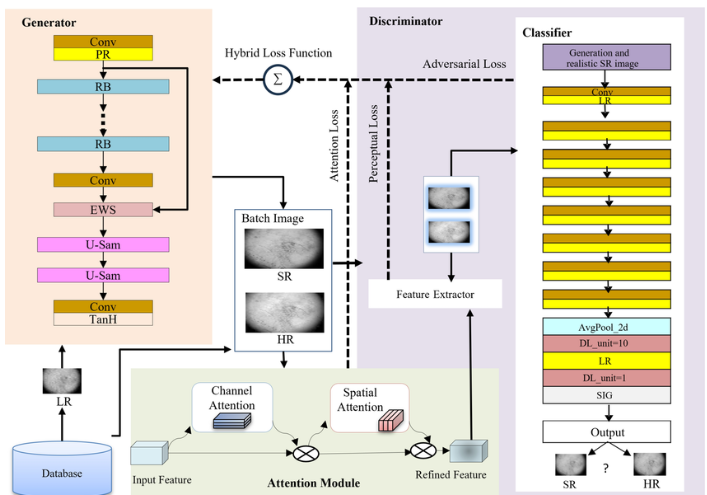 Generator
Conv
PR
RB
RB
Conv
EWS
U-Sam
U-Sam
Conv
TanH
LR
Database
Hybrid Loss Function
Σ
Attention Loss
Perceptual Loss
Adversarial Loss
Batch Image
SR
HR
Discriminator
Feature Extractor
Channel
Attention
Spatial
Attention
Input Feature
Refined Feature
Attention Module
Classifier
Generation and
realistic SR image
Conv
LR
AvgPool_2d
DL_unit=10
LR
DL_unit=1
SIG
Output
SR
?
HR